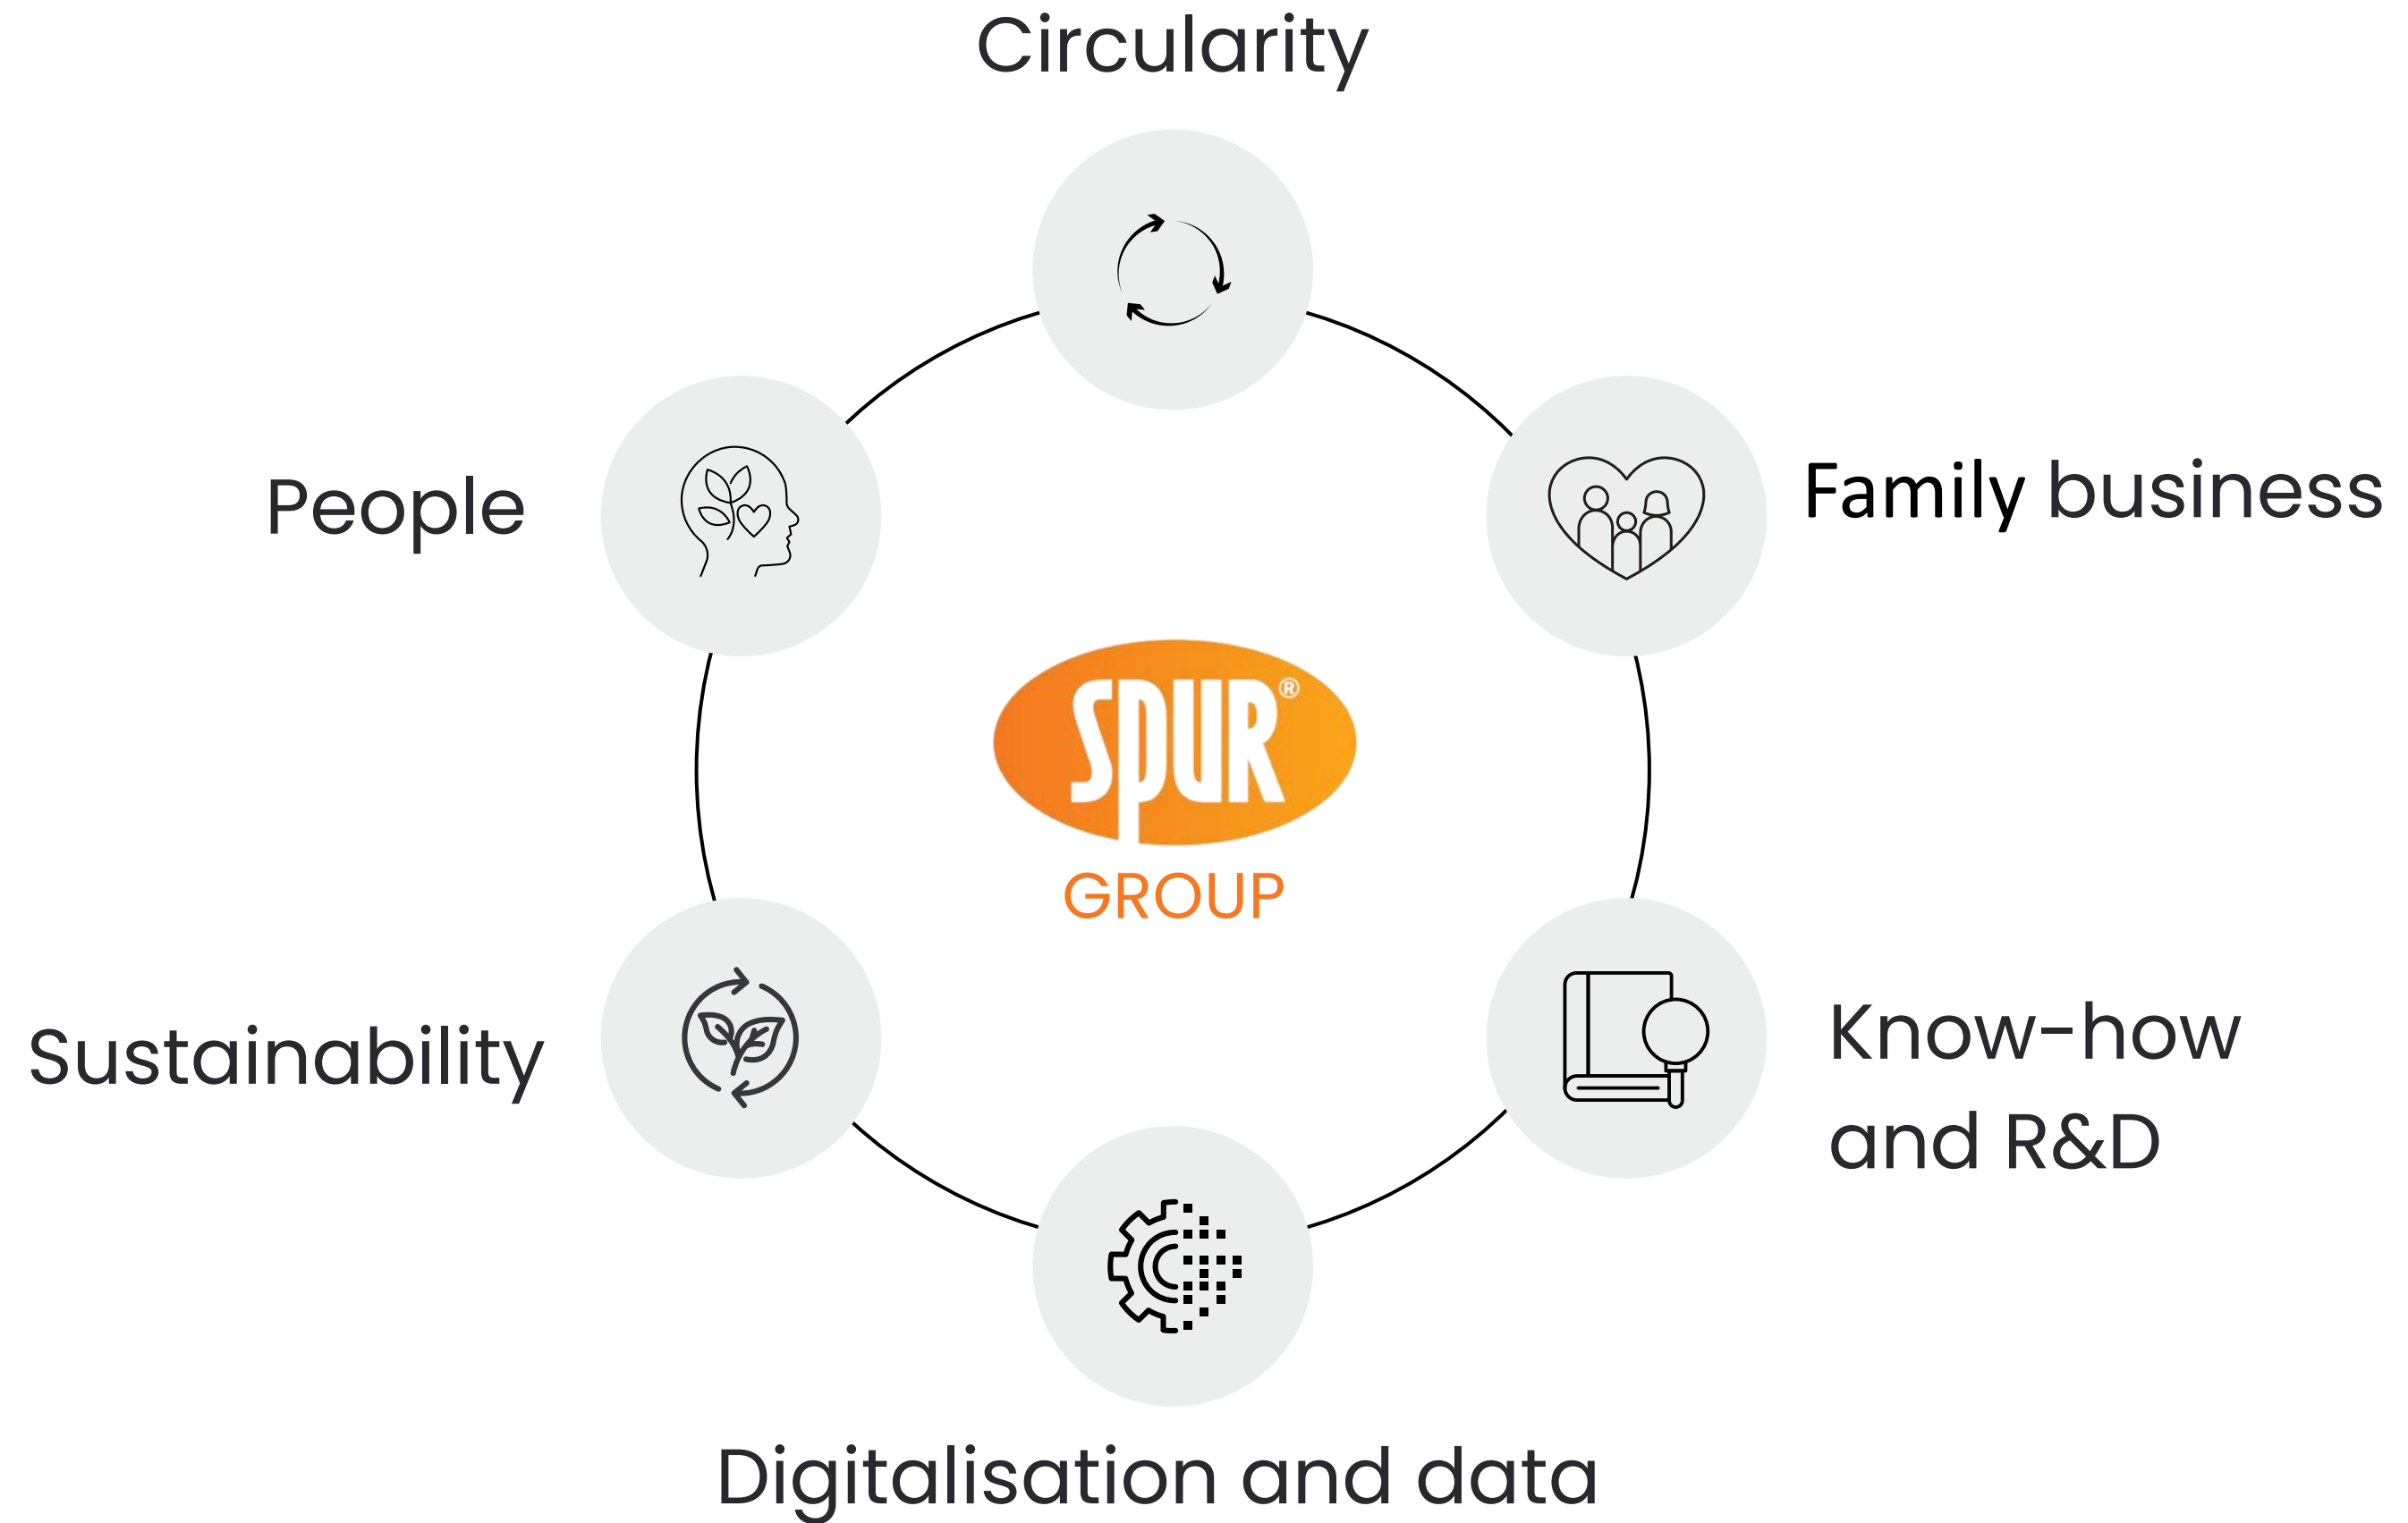 Circularity
People
Family business
SPUR®
GROUP
Sustainability
Know-how
and R&D
Digitalisation and data